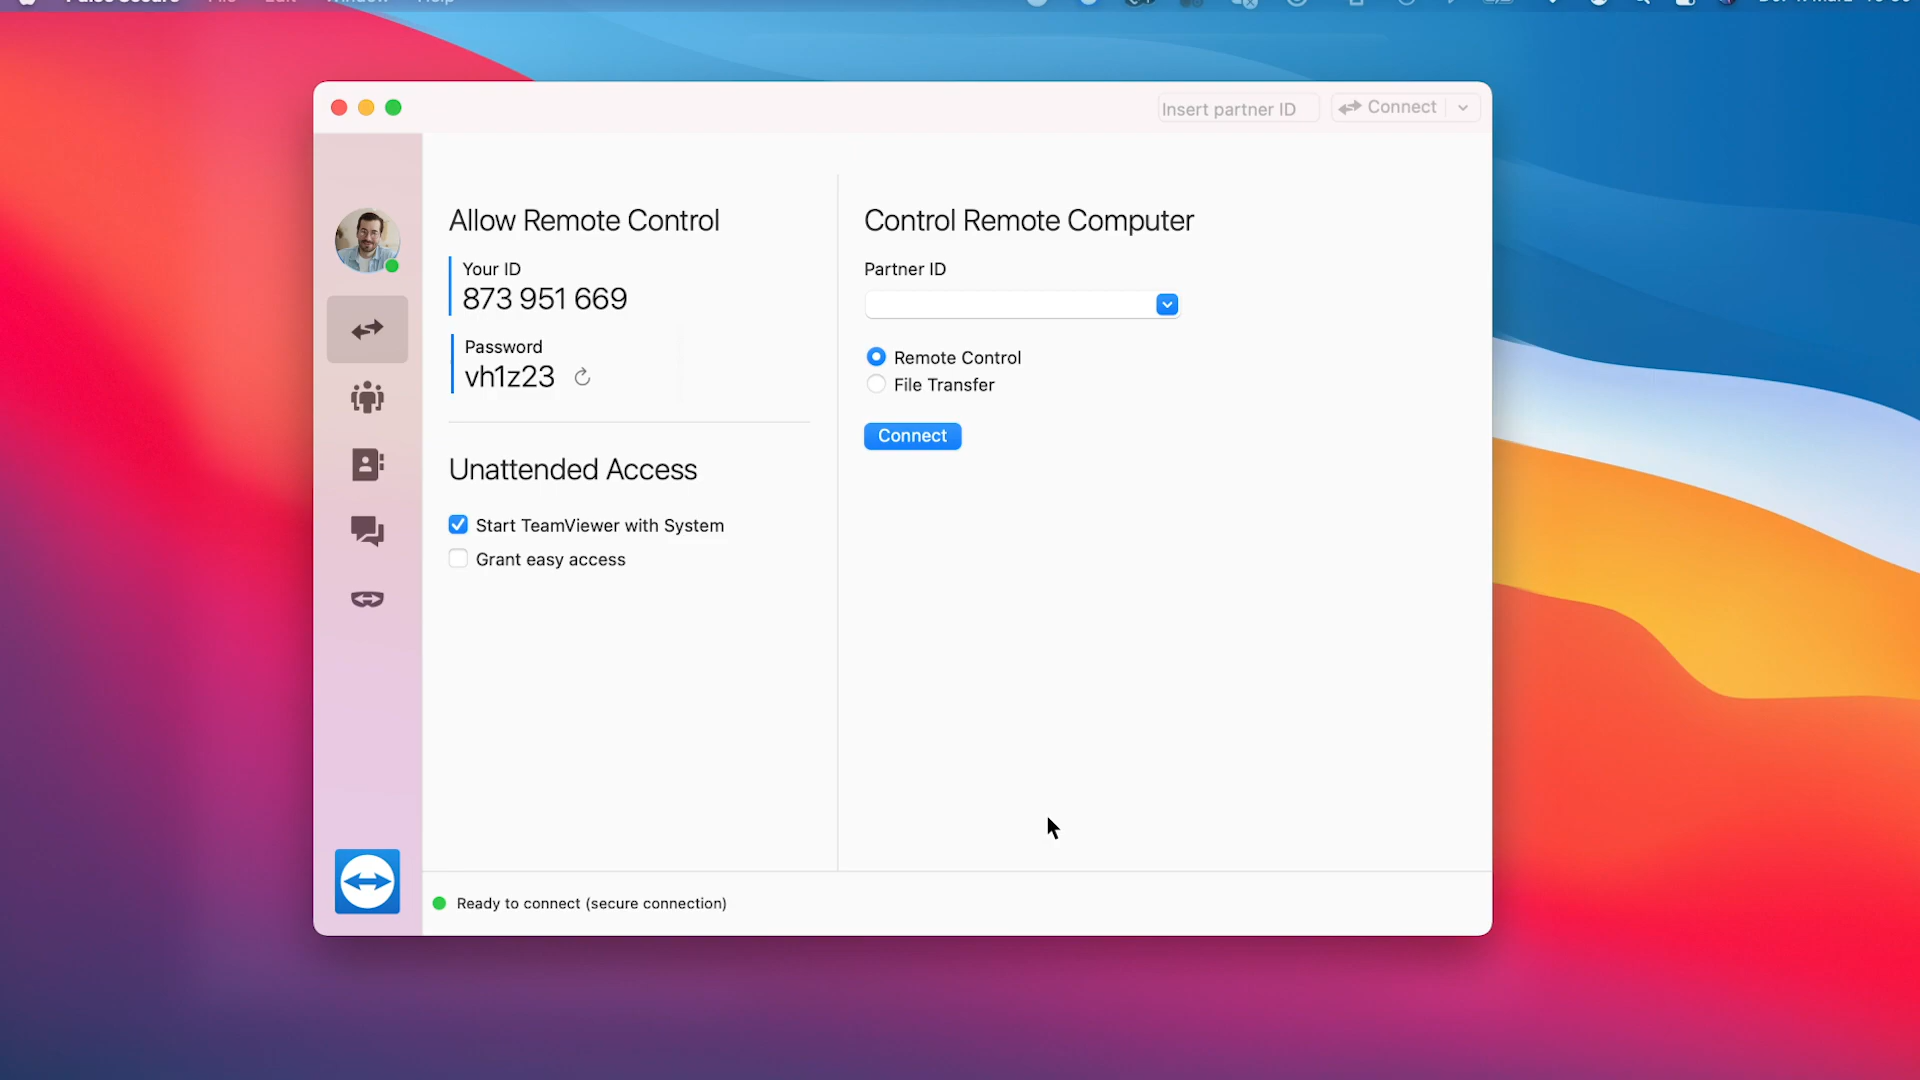 Insert partner ID
Connect
Allow Remote Control
Your ID
873 951 669
Password
vh1z23
Unattended Access
Start TeamViewer with System
Grant easy access
Control Remote Computer
Partner ID
Remote Control
File Transfer
Connect
Ready to connect (secure connection)